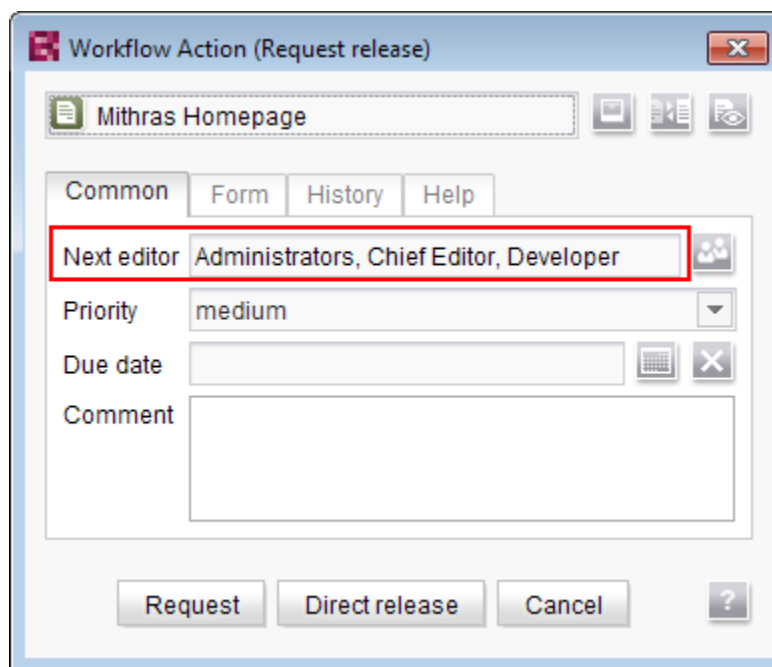 Workflow Action (Request release)
Mithras Homepage
Common Form History Help
Next editor Administrators, Chief Editor, Developer
Priority medium
Due date
Comment
Request Direct release Cancel ?